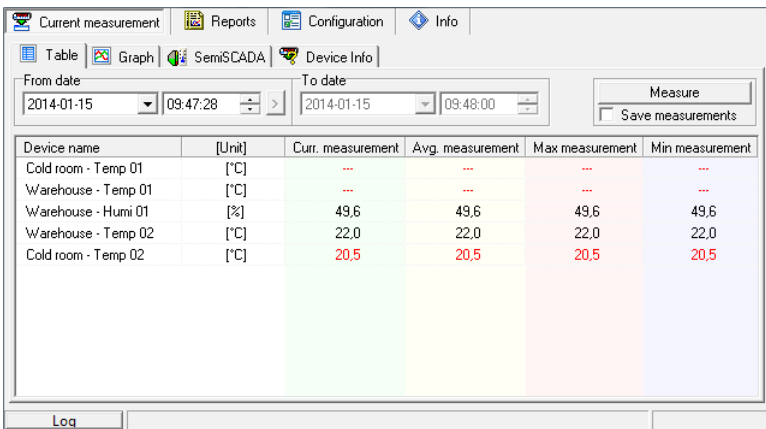 Current measurement Reports Configuration Info
Table Graph SemiSCADA Device Info
From date To date
2014-01-15 09:47:28 > 2014-01-15 09:48:00 Measure
Save measurements
Device name [Unit] Curr. measurement Avg. measurement Max measurement Min measurement
Cold room - Temp 01 [°C] --- --- --- ---
Warehouse - Temp 01 [°C] --- --- --- ---
Warehouse - Humi 01 [%] 49,6 49,6 49,6 49,6
Warehouse - Temp 02 [°C] 22,0 22,0 22,0 22,0
Cold room - Temp 02 [°C] 20,5 20,5 20,5 20,5
Log